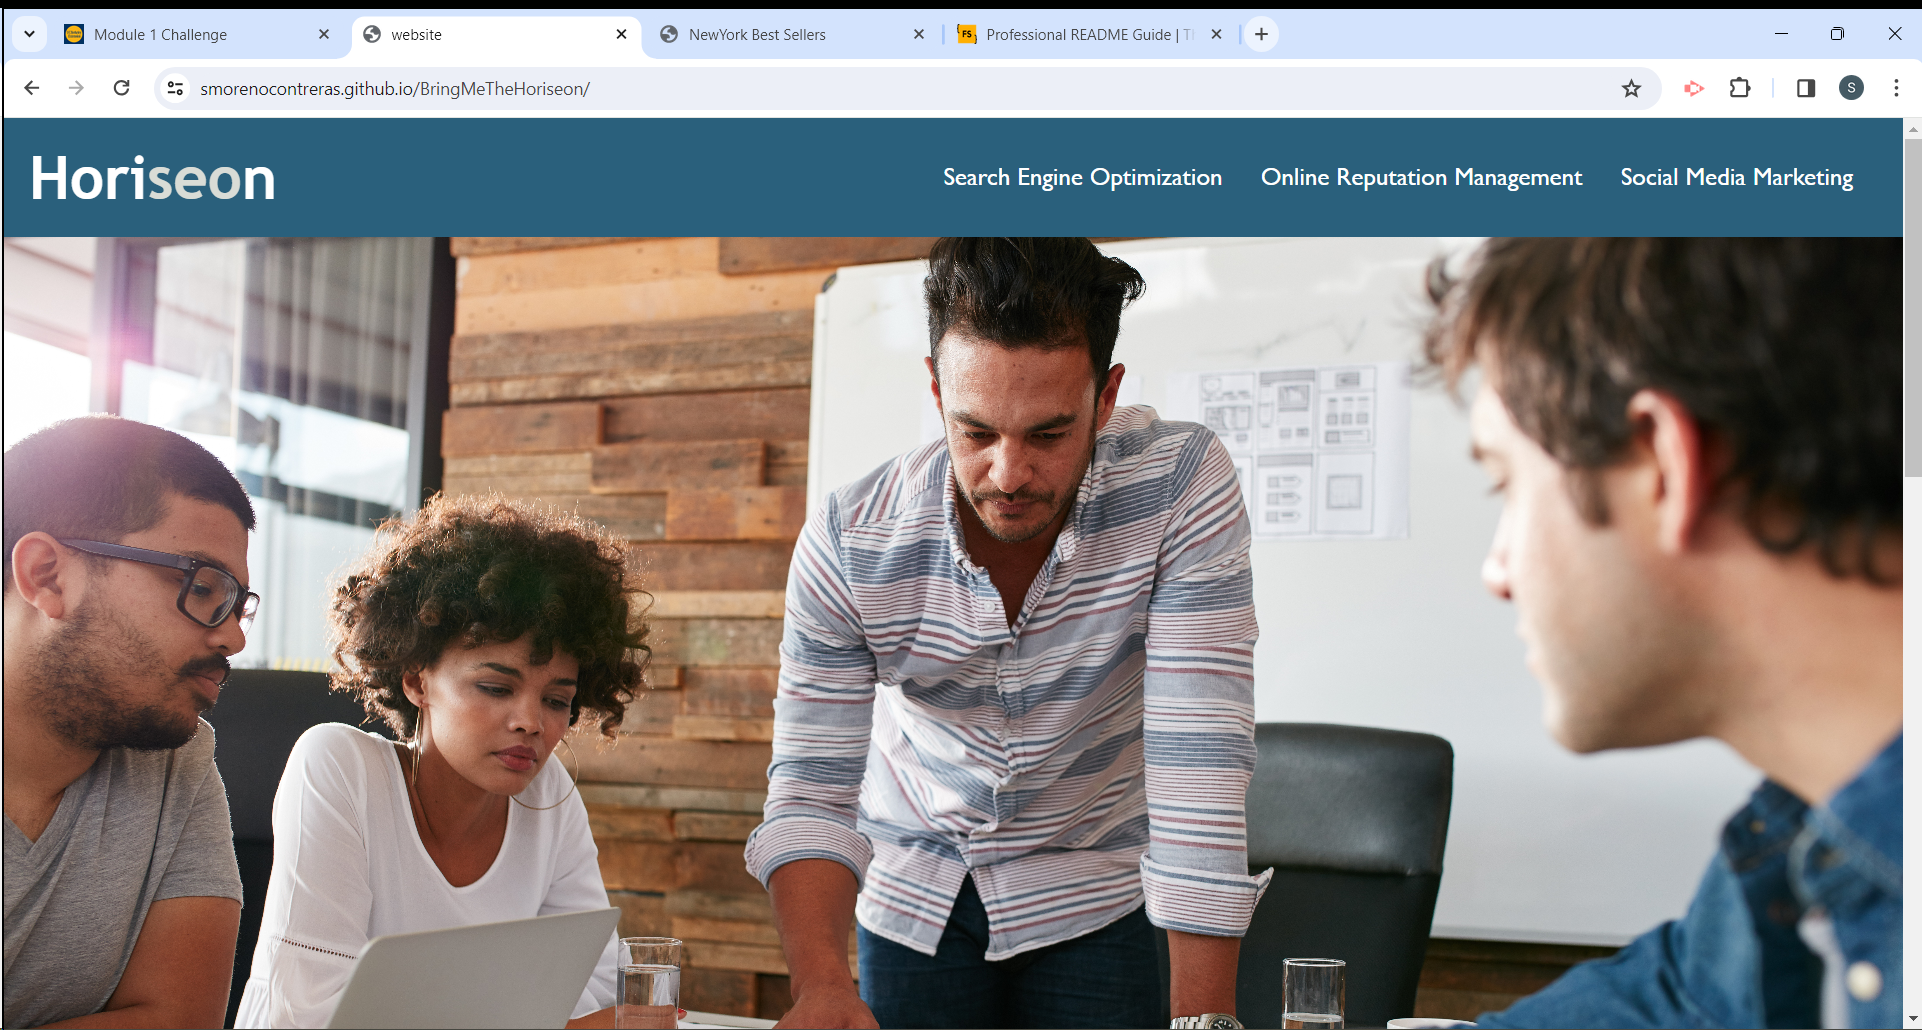 Module 1 Challenge
website
NewYork Best Sellers
Professional README Guide | T
smorenocontreras.github.io/BringMeTheHoriseon/
S
Horiseon
Search Engine Optimization
Online Reputation Management
Social Media Marketing